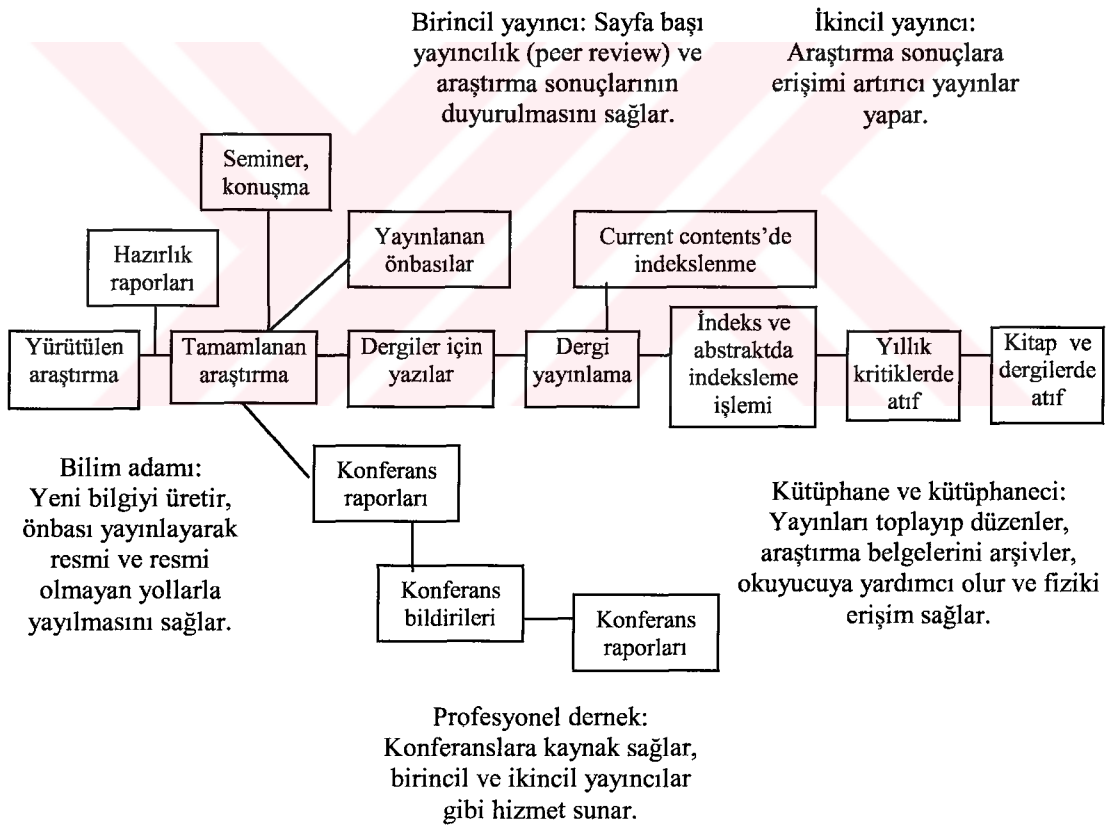 Birincil yayıncı: Sayfa başı
yayıncılık (peer review) ve
araştırma sonuçlarının
duyurulmasını sağlar.
İkincil yayıncı:
Araştırma sonuçlara
erişimi artırıcı yayınlar
yapar.
Seminer,
konuşma
Hazırlık
raporları
Yayınlanan
önbasılar
Current contents’de
indekslenme
Yürütülen
araştırma
Tamamlanan
araştırma
Dergiler için
yazılar
Dergi
yayınlama
İndeks ve
abstraktda
indeksleme
işlemi
Yıllık
kritiklerde
atıf
Kitap ve
dergilerde
atıf
Bilim adamı:
Yeni bilgiyi üretir,
önbası yayınlayarak
resmi ve resmi
olmayan yollarla
yayılmasını sağlar.
Konferans
raporları
Konferans
bildirileri
Konferans
raporları
Kütüphane ve kütüphaneci:
Yayınları toplayıp düzenler,
araştırma belgelerini arşivler,
okuyucuya yardımcı olur ve fiziki
erişim sağlar.
Profesyonel dernek:
Konferanslara kaynak sağlar,
birincil ve ikincil yayıncılar
gibi hizmet sunar.